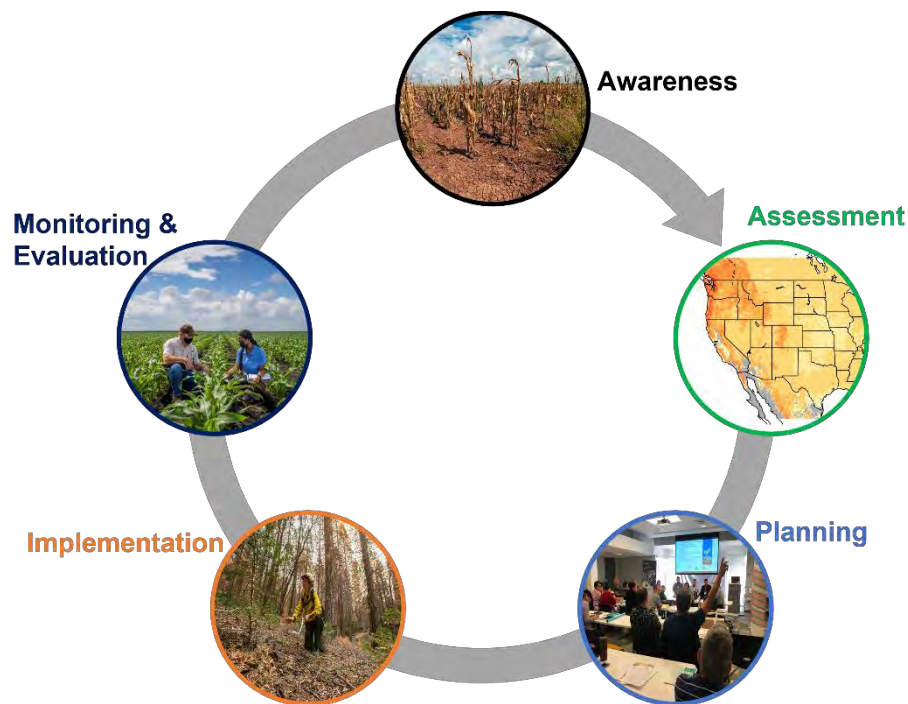 Awareness
Assessment
Planning
Implementation
Monitoring &
Evaluation